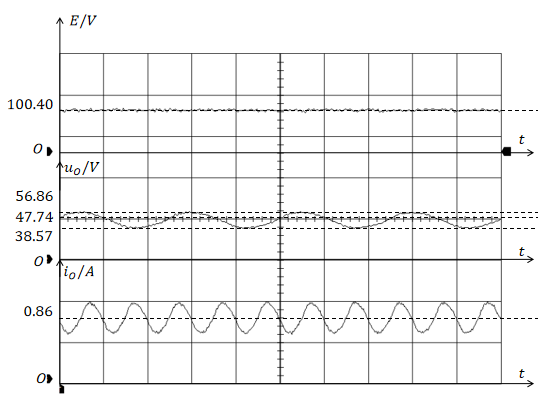 E/V
100.40
O
t
u_O/V
56.86
47.74
38.57
O
t
i_O/A
0.86
O
t